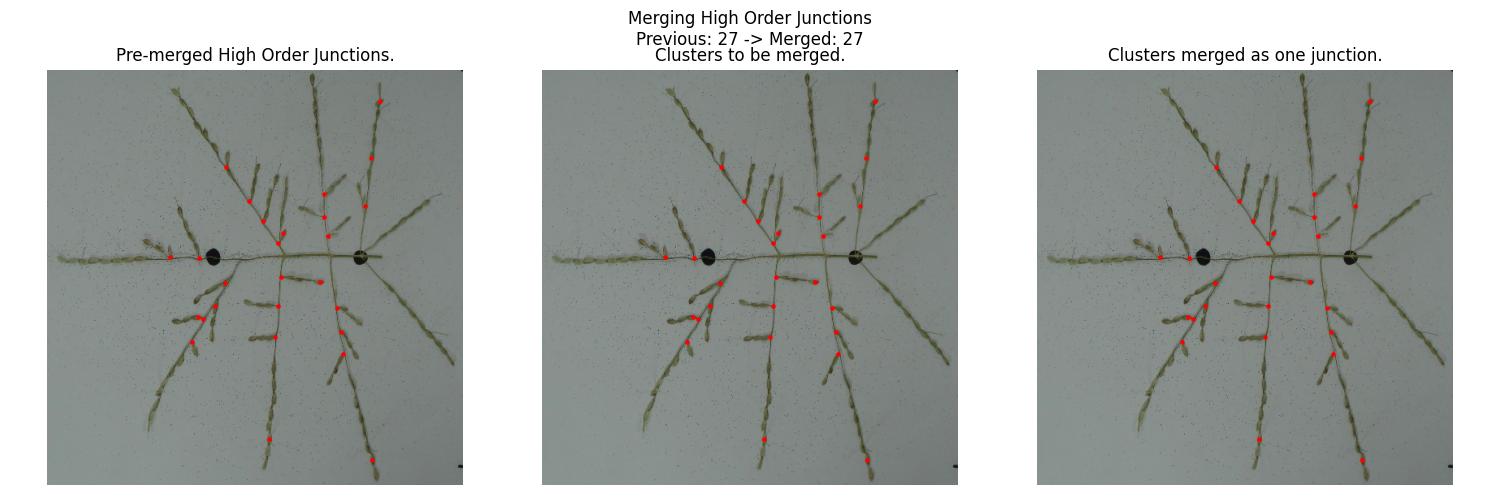 Merging High Order Junctions
Previous: 27 -> Merged: 27
Pre-merged High Order Junctions.
Clusters to be merged.
Clusters merged as one junction.